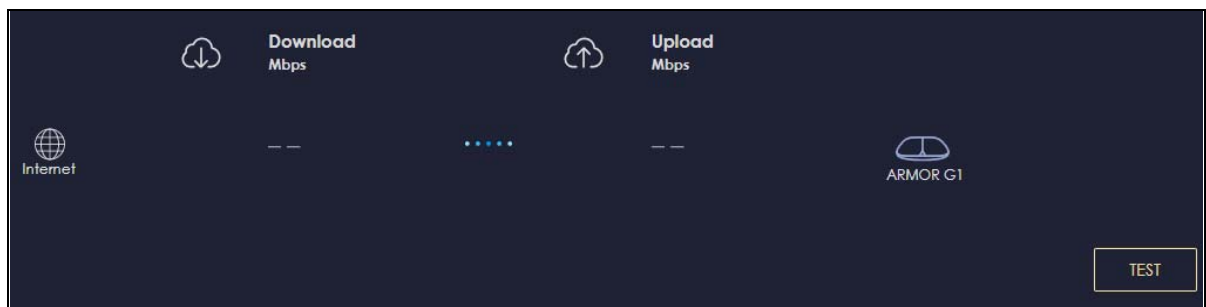 Download
Mbps
Upload
Mbps
Internet
— —
— —
ARMOR G1
TEST